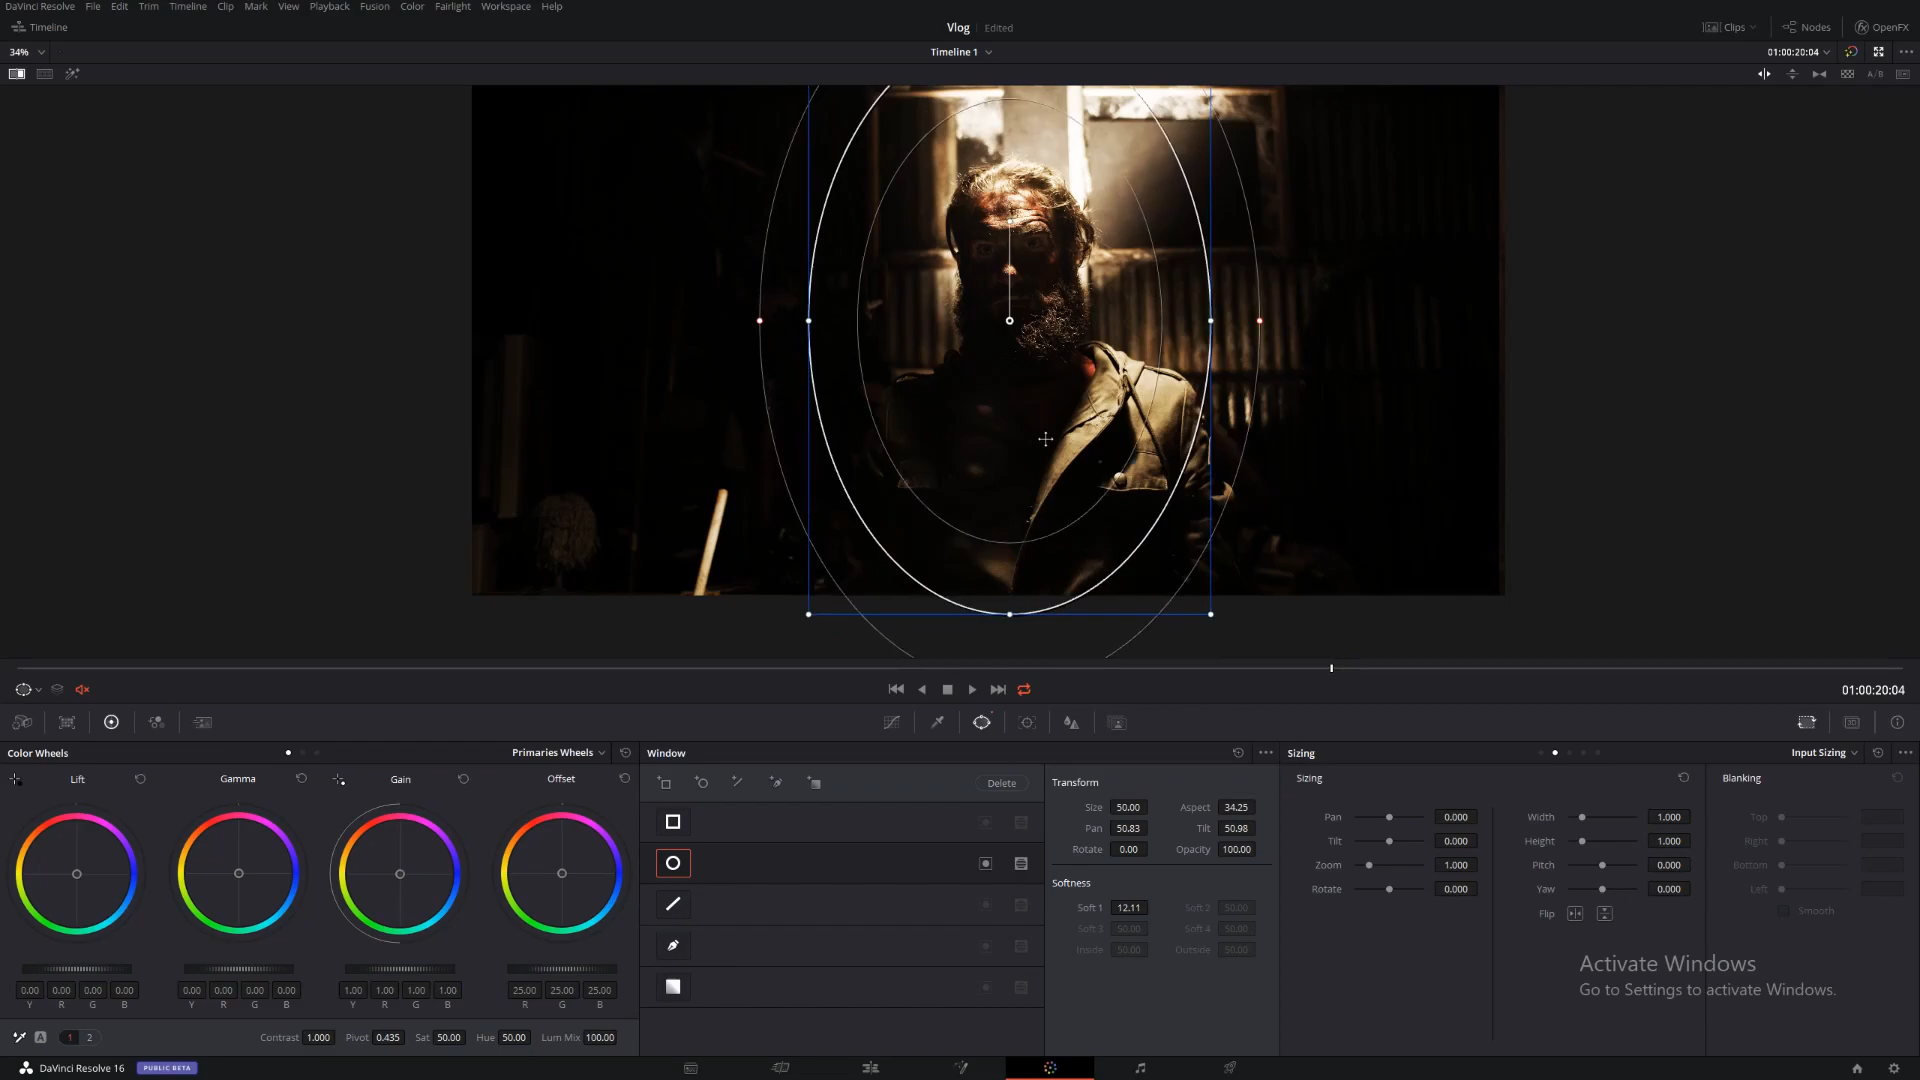 DaVinci Resolve File Edit Trim Timeline Clip Mark View Playback Fusion Color Fairlight Workspace Help
Timeline Vlog Edited Clips Nodes OpenFX
34% Timeline 1 01:00:20:04
A/B
01:00:20:04
Color Wheels Primaries Wheels Window Sizing Input Sizing
Lift Gamma Gain Offset Delete Transform Sizing Blanking
Size 50.00 Aspect 34.25
Pan 50.83 Tilt 50.98
Rotate 0.00 Opacity 100.00
Softness
Soft 1 12.11 Soft 2 50.00
Soft 3 50.00 Soft 4 50.00
Inside 50.00 Outside 50.00
Pan 0.000 Width 1.000 Top
Tilt 0.000 Height 1.000 Right
Zoom 1.000 Pitch 0.000 Bottom
Rotate 0.000 Yaw 0.000 Left
Flip Smooth
0.00 0.00 0.00 0.00 0.00 0.00 0.00 0.00 1.00 1.00 1.00 1.00 25.00 25.00 25.00
Y R G B Y R G B Y R G B R G B
A 1 2 Contrast 1.000 Pivot 0.435 Sat 50.00 Hue 50.00 Lum Mix 100.00
Activate Windows
Go to Settings to activate Windows.
DaVinci Resolve 16 PUBLIC BETA